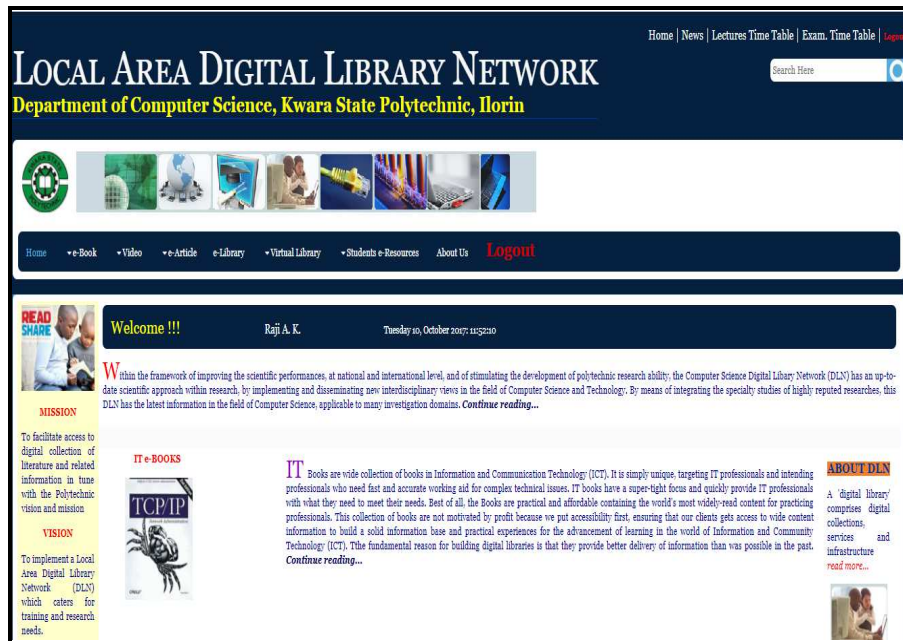 Home | News | Lectures Time Table | Exam. Time Table | Logout
LOCAL AREA DIGITAL LIBRARY NETWORK
Search Here
Department of Computer Science, Kwara State Polytechnic, Ilorin
KWARA STATE
POLYTECHNIC
Home e-Book Video e-Article e-Library Virtual Library Students e-Resources About Us Logout
READ
SHARE
Welcome !!! Raji A. K. Tuesday 10, October 2017: 11:52:10
Within the framework of improving the scientific performances, at national and international level, and of stimulating the development of polytechnic research ability, the Computer Science Digital Libary Network (DLN) has an up-to-
date scientific approach within research, by implementing and disseminating new interdisciplinary views in the field of Computer Science and Technology. By means of integrating the specialty studies of highly reputed researches, this
DLN has the latest information in the field of Computer Science, applicable to many investigation domains. Continue reading...
MISSION
To facilitate access to
digital collection of
literature and related
information in tune
with the Polytechnic
vision and mission
VISION
To implement a Local
Area Digital Library
Network (DLN)
which caters for
training and research
needs.
IT e-BOOKS
TCP/IP
IT Books are wide collection of books in Information and Communication Technology (ICT). It is simply unique, targeting IT professionals and intending
professionals who need fast and accurate working aid for complex technical issues. IT books have a super-tight focus and quickly provide IT professionals
with what they need to meet their needs. Best of all, the Books are practical and affordable containing the world's most widely-read content for practicing
professionals. This collection of books are not motivated by profit because we put accessibility first, ensuring that our clients gets access to wide content
information to build a solid information base and practical experiences for the advancement of learning in the world of Information and Community
Technology (ICT). Tthe fundamental reason for building digital libraries is that they provide better delivery of information than was possible in the past.
Continue reading...
ABOUT DLN
A 'digital library'
comprises digital
collections,
services and
infrastructure
read more...